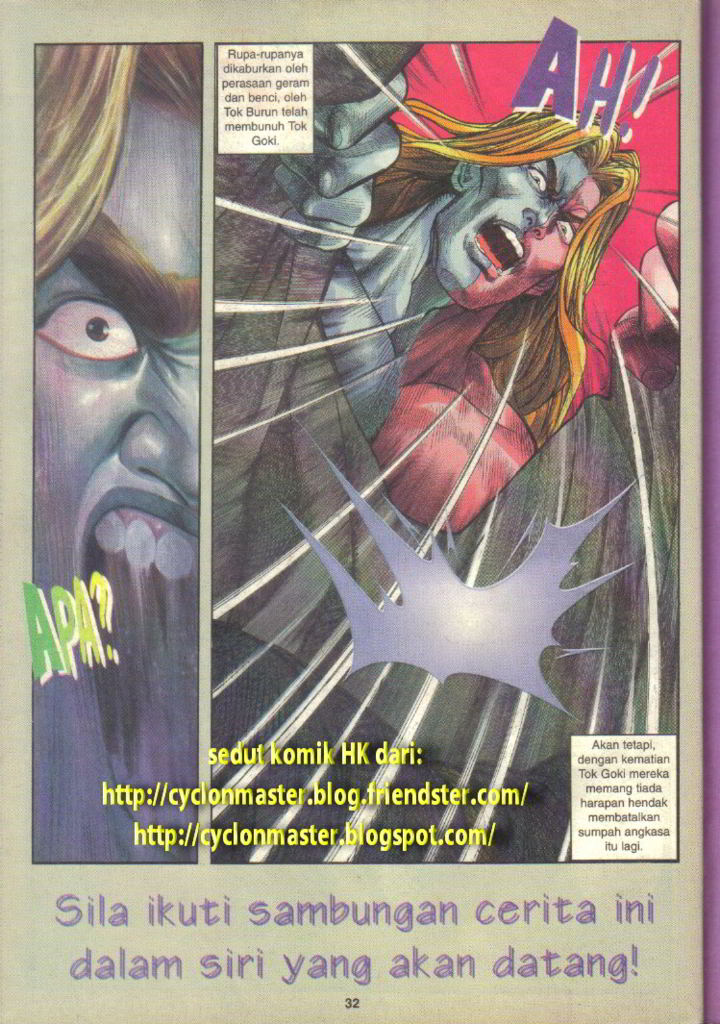 Rupa-rupanya
dikaburkan oleh
perasaan geram
dan benci, oleh
Tok Burun telah
membunuh Tok
Goki.
AH!
APA?
sedut komik HK dari:
http://cyclonmaster.blog.friendster.com/
http://cyclonmaster.blogspot.com/
Akan tetapi,
dengan kematian
Tok Goki mereka
memang tiada
harapan hendak
membatalkan
sumpah angkasa
itu lagi.
Sila ikuti sambungan cerita ini
dalam siri yang akan datang!
32